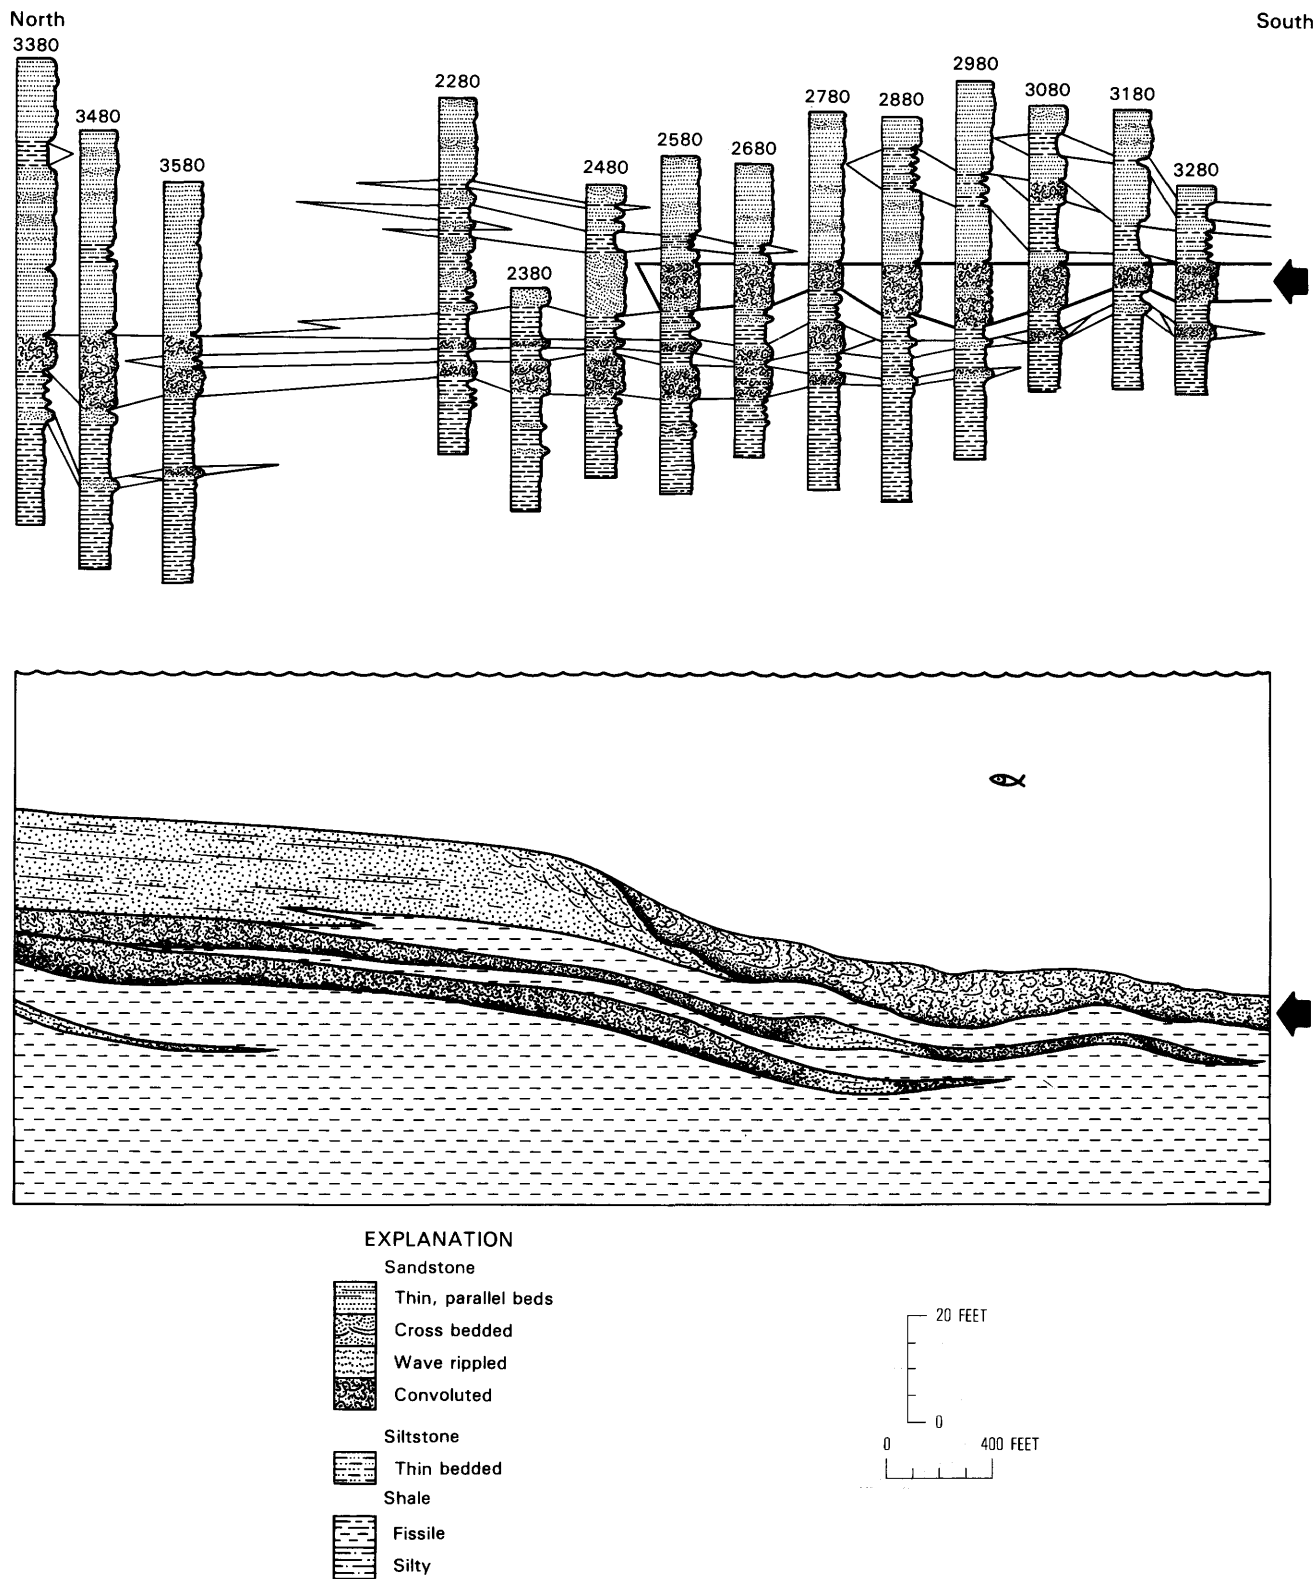 North
South
3380
3480
3580
2280
2380
2480
2580
2680
2780
2880
2980
3080
3180
3280
EXPLANATION
Sandstone
Thin, parallel beds
Cross bedded
Wave rippled
Convoluted
Siltstone
Thin bedded
Shale
Fissile
Silty
20 FEET
0
0 400 FEET